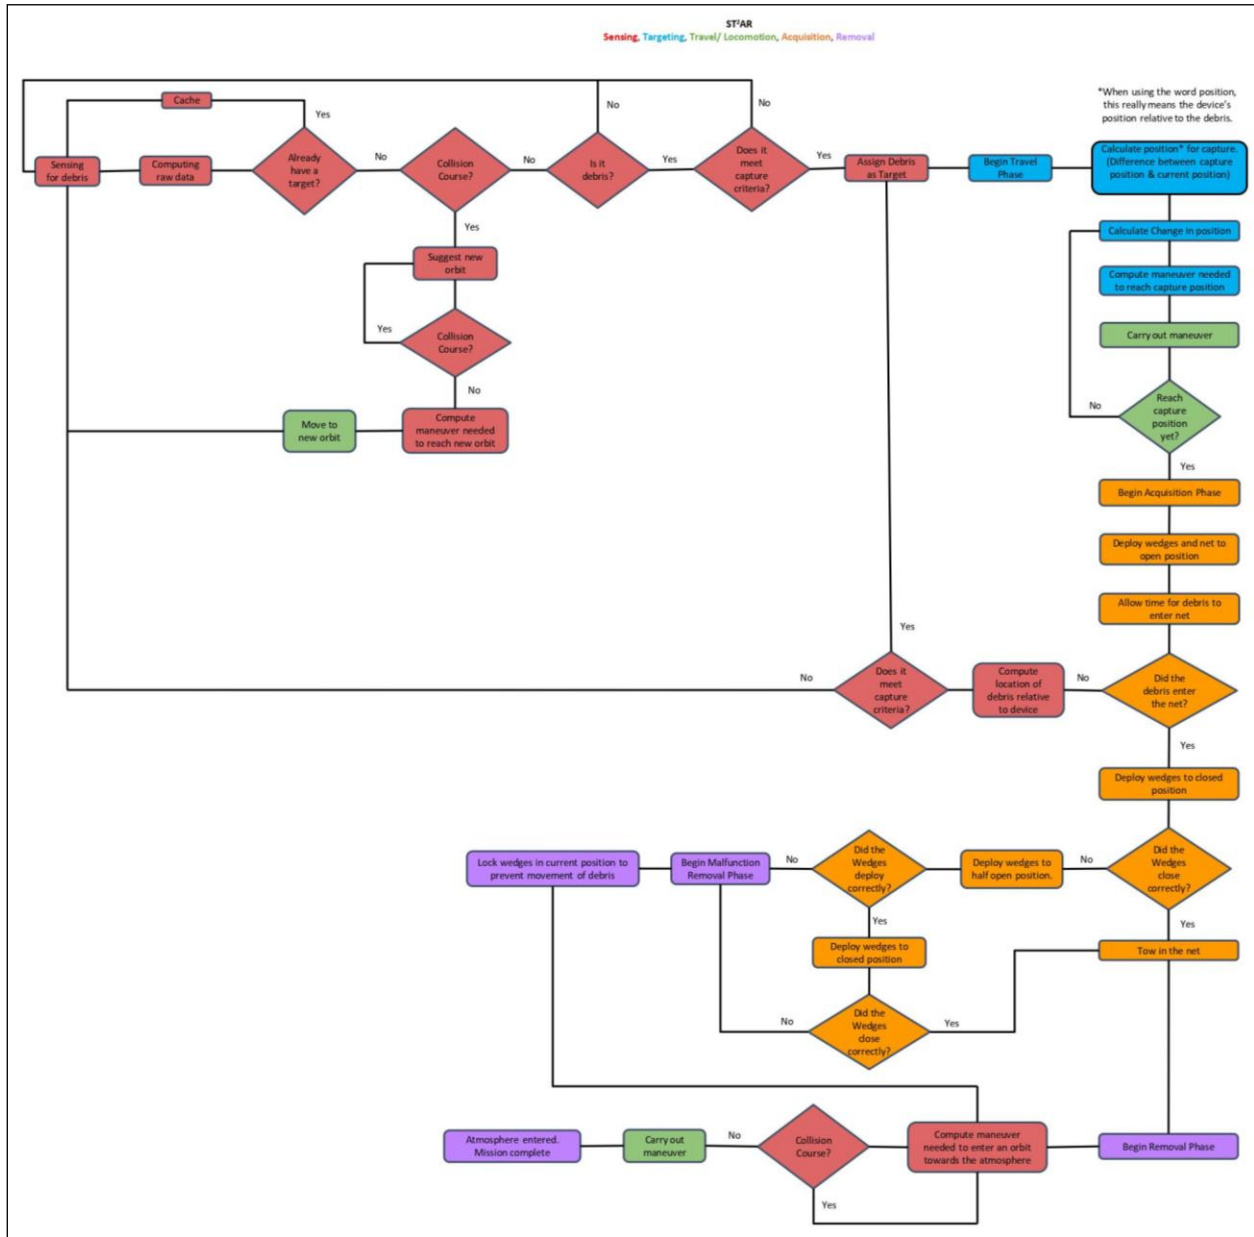 ST²AR
Sensing, Targeting, Travel/ Locomotion, Acquisition, Removal
*When using the word position,
this really means the device's
position relative to the debris.
Cache
Yes
No
No
Sensing
for debris
Computing
raw data
Already
have a
target?
No
Collision
Course?
No
Is it
debris?
Yes
Does it
meet
capture
criteria?
Yes
Assign Debris
as Target
Begin Travel
Phase
Calculate position* for capture.
(Difference between capture
position & current position)
Yes
Suggest new
orbit
Yes
Collision
Course?
No
Move to
new orbit
Compute
maneuver needed
to reach new orbit
Calculate Change in position
Compute maneuver needed
to reach capture position
Carry out maneuver
No
Reach
capture
position
yet?
Yes
Begin Acquisition Phase
Deploy wedges and net to
open position
Allow time for debris to
enter net
Yes
No
Does it
meet
capture
criteria?
Compute
location of
debris relative
to device
No
Did the
debris enter
the net?
Yes
Deploy wedges to closed
position
Lock wedges in current position to
prevent movement of debris
Begin Malfunction
Removal Phase
No
Did the
Wedges
deploy
correctly?
Deploy wedges to
half open position.
No
Did the
Wedges
close
correctly?
Yes
Yes
Deploy wedges to
closed position
Tow in the net
No
Did the
Wedges
close
correctly?
Yes
Atmosphere entered.
Mission complete
Carry out
maneuver
No
Collision
Course?
Compute maneuver
needed to enter an orbit
towards the atmosphere
Begin Removal Phase
Yes